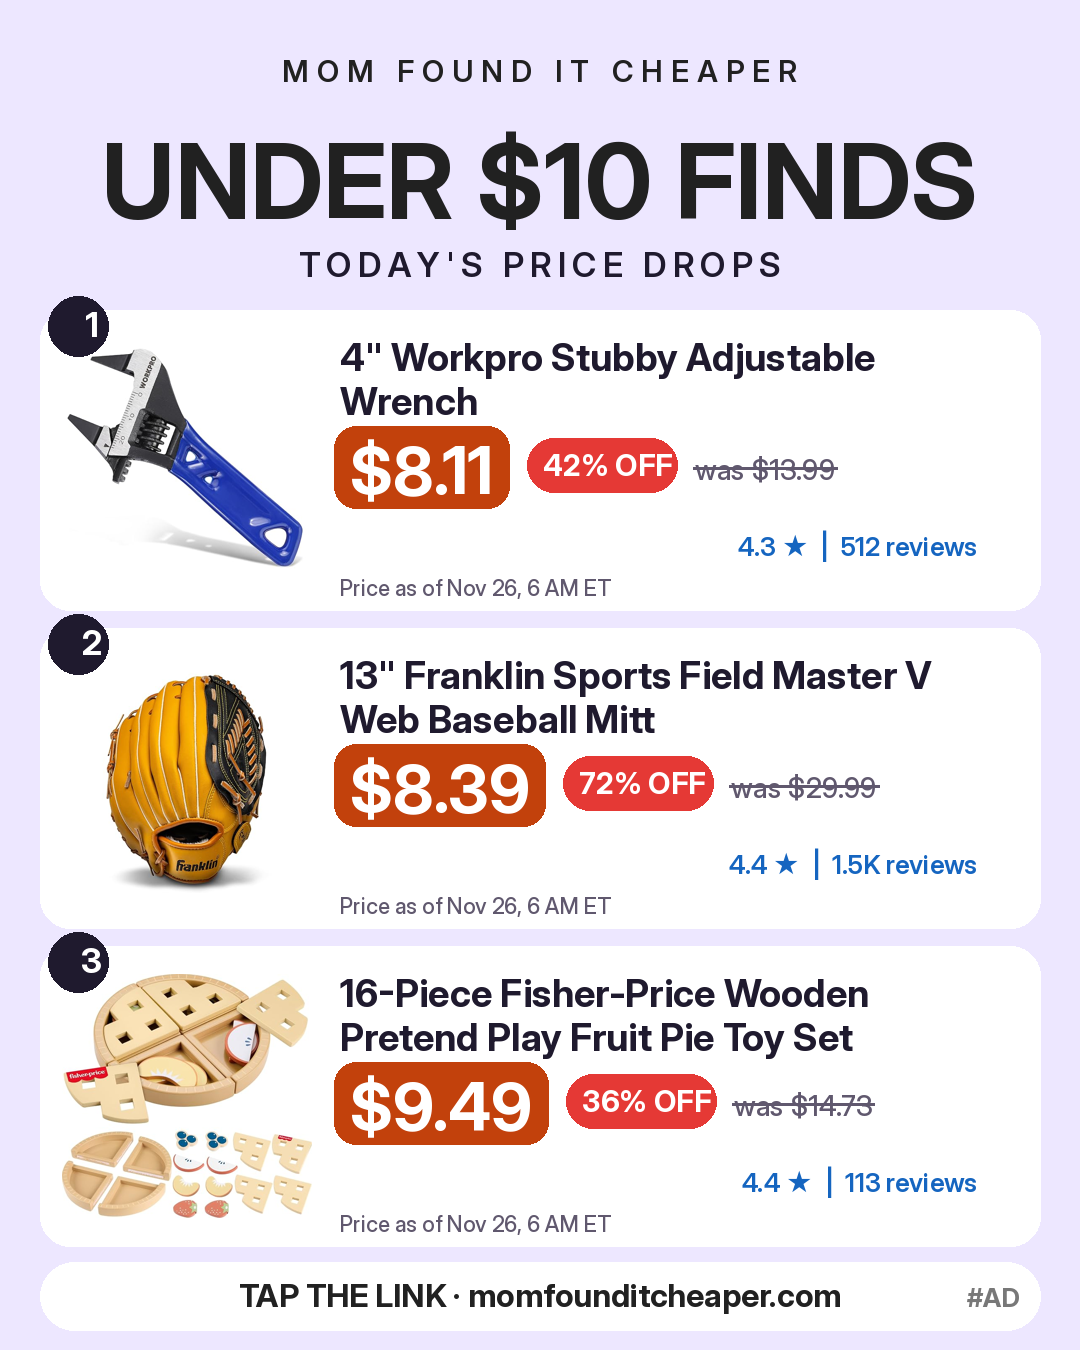 MOM FOUND IT CHEAPER
UNDER $10 FINDS
TODAY'S PRICE DROPS
1
WORKPRO
4" Workpro Stubby Adjustable
Wrench
$8.11 42% OFF was $13.99
4.3 ★ | 512 reviews
Price as of Nov 26, 6 AM ET
2
Franklin
13" Franklin Sports Field Master V
Web Baseball Mitt
$8.39 72% OFF was $29.99
4.4 ★ | 1.5K reviews
Price as of Nov 26, 6 AM ET
3
fisher-price
16-Piece Fisher-Price Wooden
Pretend Play Fruit Pie Toy Set
$9.49 36% OFF was $14.73
4.4 ★ | 113 reviews
Price as of Nov 26, 6 AM ET
TAP THE LINK · momfounditcheaper.com #AD